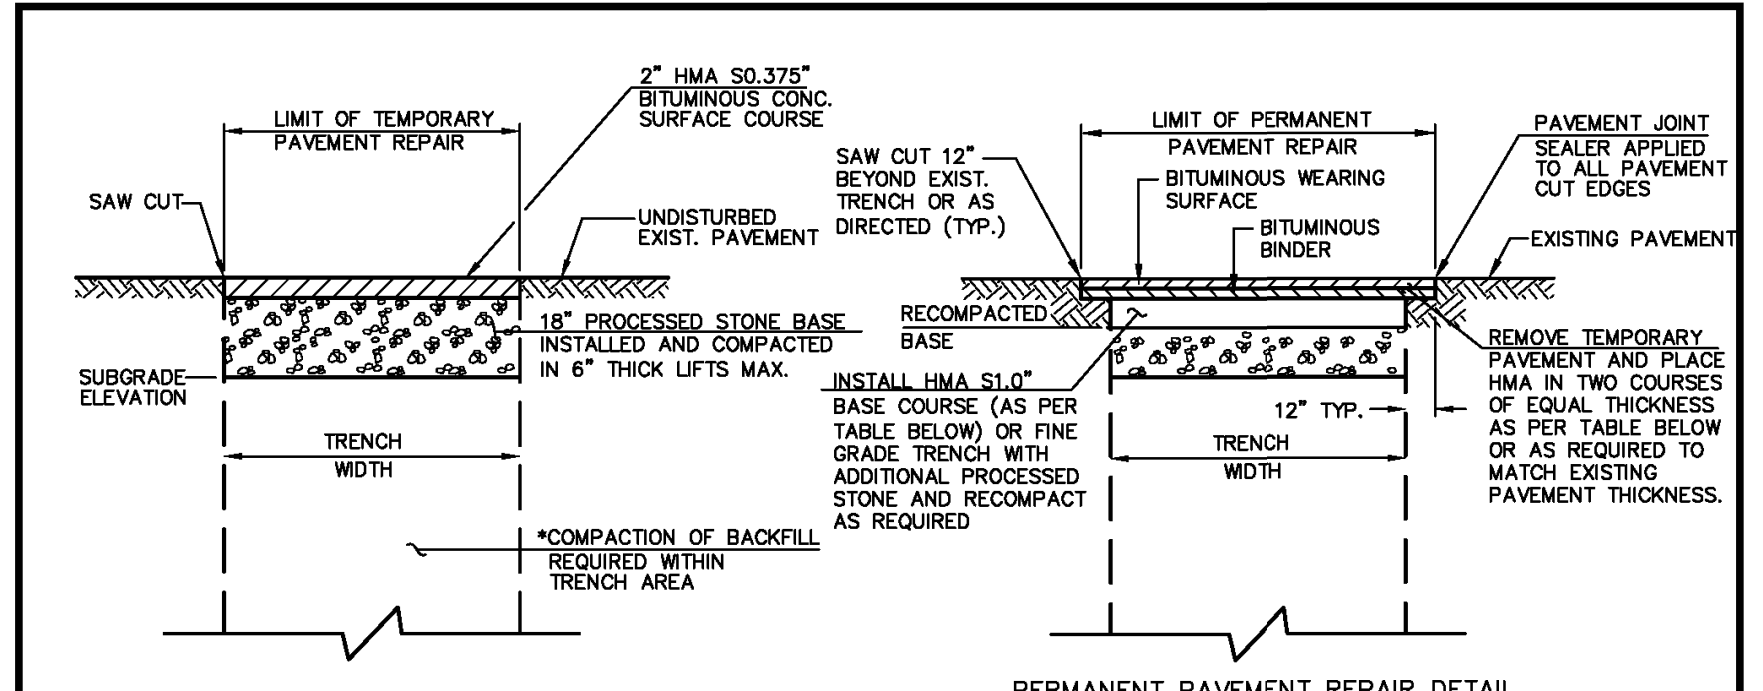 2" HMA S0.375"
BITUMINOUS CONC.
SURFACE COURSE
LIMIT OF TEMPORARY
PAVEMENT REPAIR
SAW CUT
UNDISTURBED
EXIST. PAVEMENT
18" PROCESSED STONE BASE
INSTALLED AND COMPACTED
IN 6" THICK LIFTS MAX.
SUBGRADE
ELEVATION
TRENCH
WIDTH
*COMPACTION OF BACKFILL
REQUIRED WITHIN
TRENCH AREA
LIMIT OF PERMANENT
PAVEMENT REPAIR
SAW CUT 12"
BEYOND EXIST.
TRENCH OR AS
DIRECTED (TYP.)
BITUMINOUS WEARING
SURFACE
BITUMINOUS
BINDER
PAVEMENT JOINT
SEALER APPLIED
TO ALL PAVEMENT
CUT EDGES
EXISTING PAVEMENT
RECOMPACTED
BASE
INSTALL HMA S1.0"
BASE COURSE (AS PER
TABLE BELOW) OR FINE
GRADE TRENCH WITH
ADDITIONAL PROCESSED
STONE AND RECOMPACT
AS REQUIRED
12" TYP.
TRENCH
WIDTH
REMOVE TEMPORARY
PAVEMENT AND PLACE
HMA IN TWO COURSES
OF EQUAL THICKNESS
AS PER TABLE BELOW
OR AS REQUIRED TO
MATCH EXISTING
PAVEMENT THICKNESS.
PERMANENT PAVEMENT REPAIR DETAIL